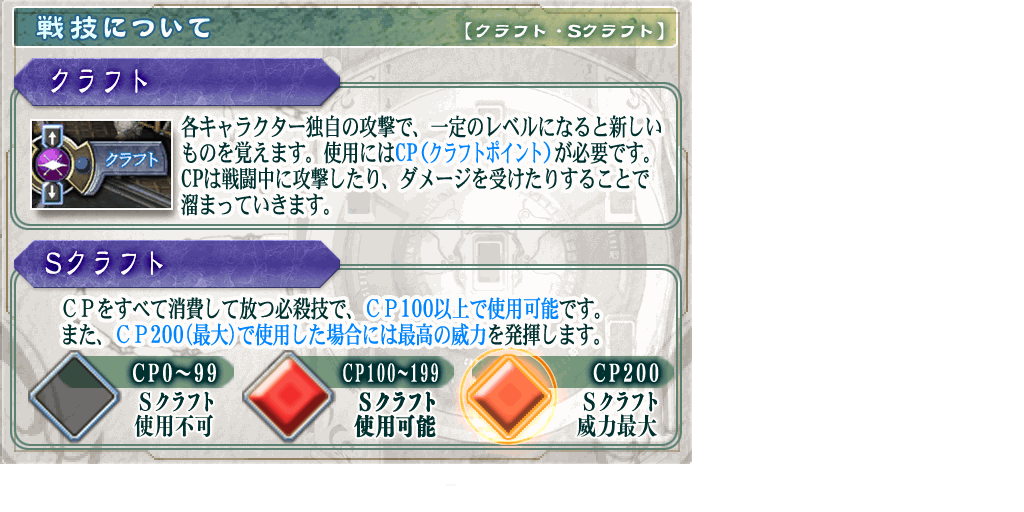 戦技について
【クラフト・Sクラフト】
クラフト
クラフト
各キャラクター独自の攻撃で、一定のレベルになると新しい
ものを覚えます。使用にはCP(クラフトポイント)が必要です。
CPは戦闘中に攻撃したり、ダメージを受けたりすることで
溜まっていきます。
Sクラフト
ＣＰをすべて消費して放つ必殺技で、ＣＰ100以上で使用可能です。
また、ＣＰ200(最大)で使用した場合には最高の威力を発揮します。
CP0～99
Ｓクラフト
使用不可
CP100~199
Ｓクラフト
使用可能
CP200
Ｓクラフト
威力最大